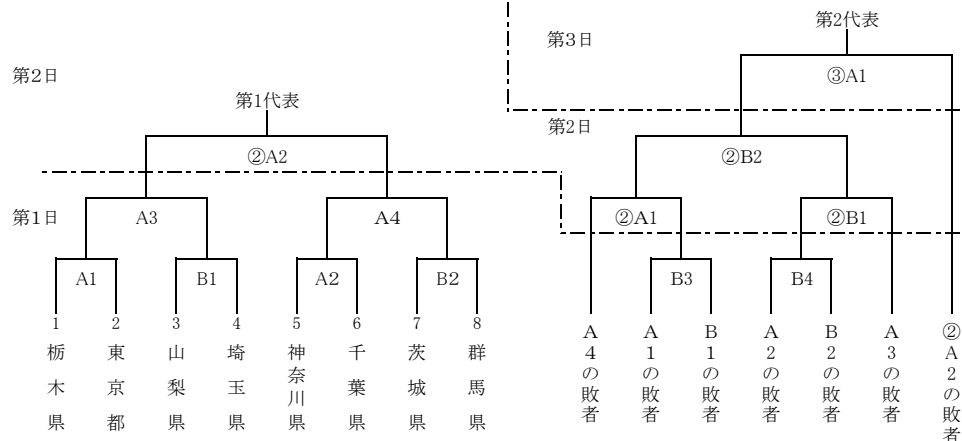 第2代表
第3日
③A1
第2日
第1代表
第2日
②A2
②B2
第1日
A3
A4
②A1
②B1
A1
B1
A2
B2
B3
B4
1 2 3 4 5 6 7 8
栃木県
東京都
山梨県
埼玉県
神奈川県
千葉県
茨城県
群馬県
A4の敗者
A1の敗者
B1の敗者
A2の敗者
B2の敗者
A3の敗者
②A2の敗者